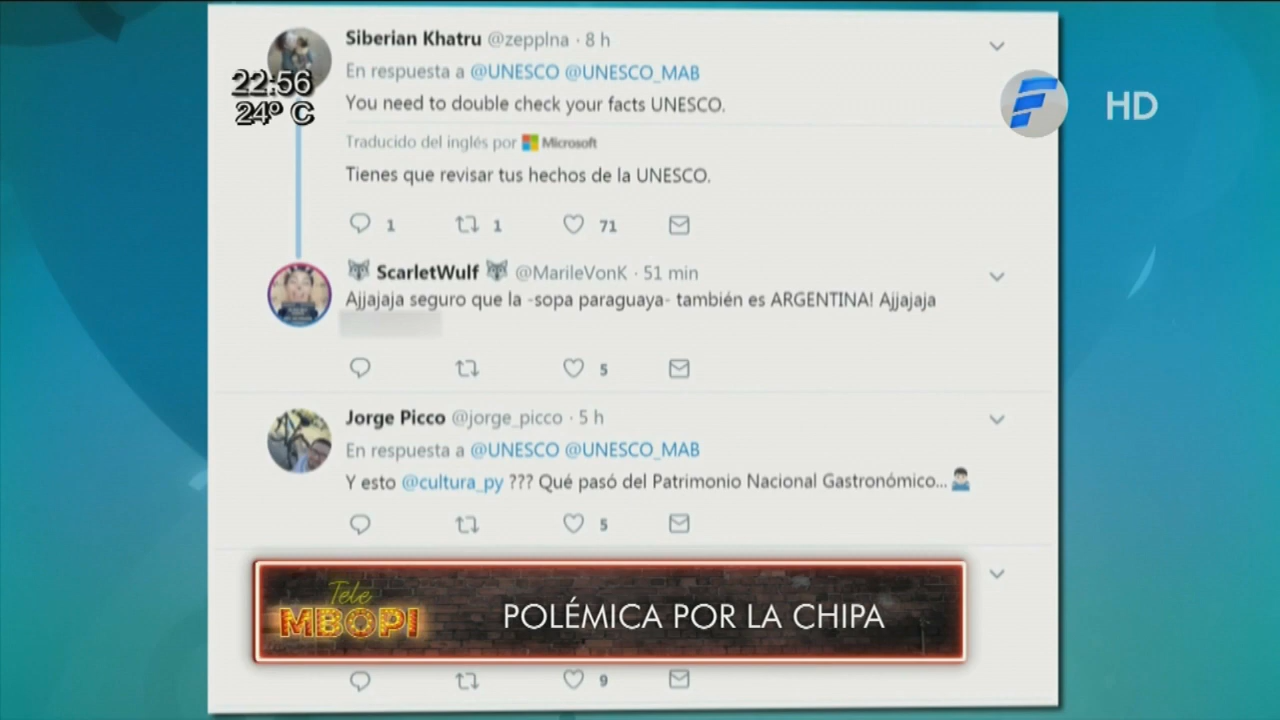 Siberian Khatru @zepplna · 8 h
22:56
24º C
En respuesta a @UNESCO @UNESCO_MAB
You need to double check your facts UNESCO.
HD
Traducido del inglés por Microsoft
Tienes que revisar tus hechos de la UNESCO.
1 1 71
ScarletWulf @MarileVonK · 51 min
Ajjajaja seguro que la -sopa paraguaya- también es ARGENTINA! Ajjajaja
5
Jorge Picco @jorge_picco · 5 h
En respuesta a @UNESCO @UNESCO_MAB
Y esto @cultura_py ??? Qué pasó del Patrimonio Nacional Gastronómico...
5
Tele
MBOPI
POLÉMICA POR LA CHIPA
9